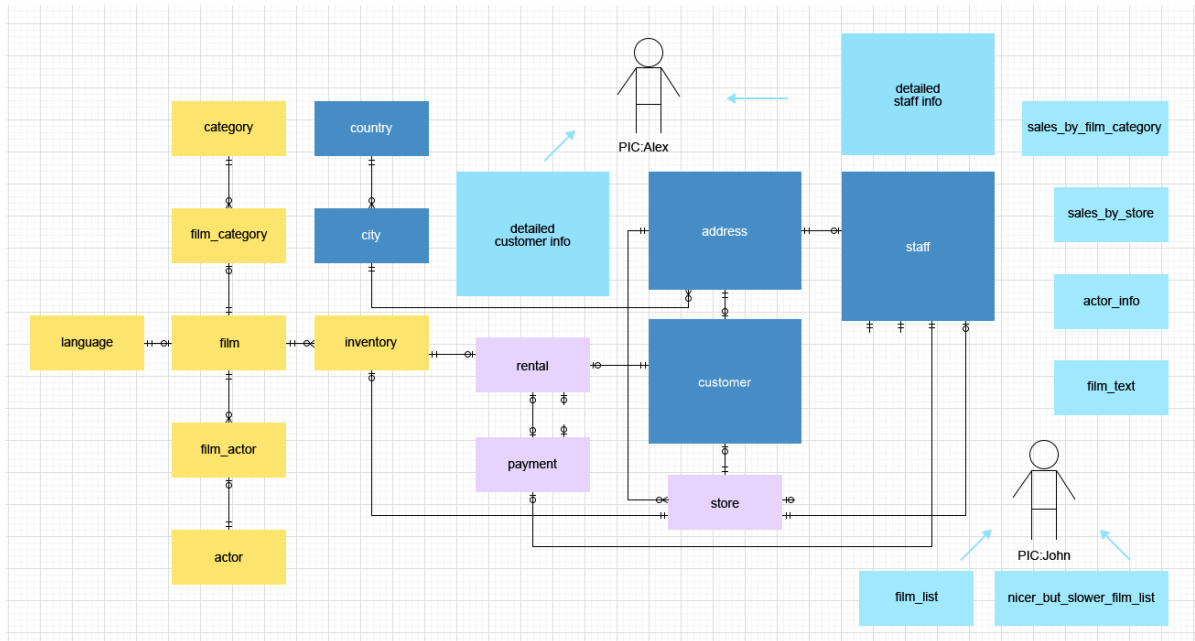 detailed
staff info
category
country
sales_by_film_category
PIC:Alex
detailed
customer info
address
staff
sales_by_store
film_category
city
actor_info
language
film
inventory
rental
customer
film_text
film_actor
payment
store
actor
PIC:John
film_list
nicer_but_slower_film_list